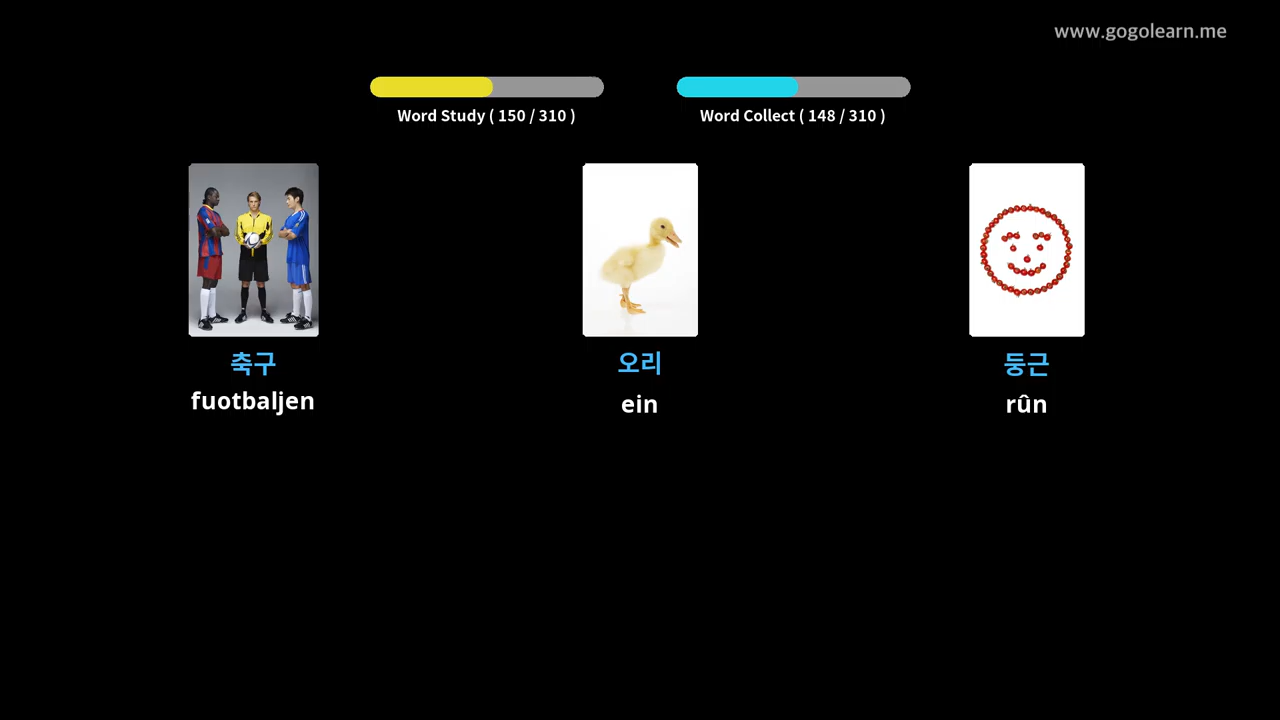 www.gogolearn.me
Word Study ( 150 / 310 )
Word Collect ( 148 / 310 )
축구
오리
둥근
fuotbaljen
ein
rûn